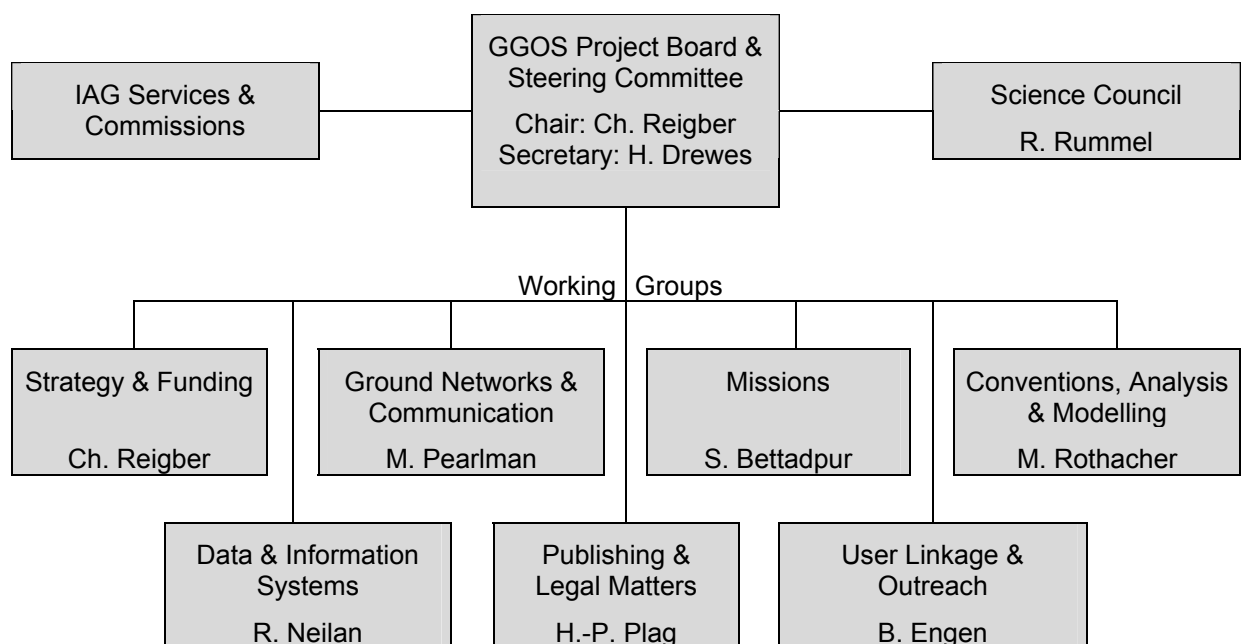 GGOS Project Board &
Steering Committee
Chair: Ch. Reigber
Secretary: H. Drewes
IAG Services &
Commissions
Science Council
R. Rummel
Working Groups
Strategy & Funding
Ch. Reigber
Ground Networks &
Communication
M. Pearlman
Missions
S. Bettadpur
Conventions, Analysis
& Modelling
M. Rothacher
Data & Information
Systems
R. Neilan
Publishing &
Legal Matters
H.-P. Plag
User Linkage &
Outreach
B. Engen